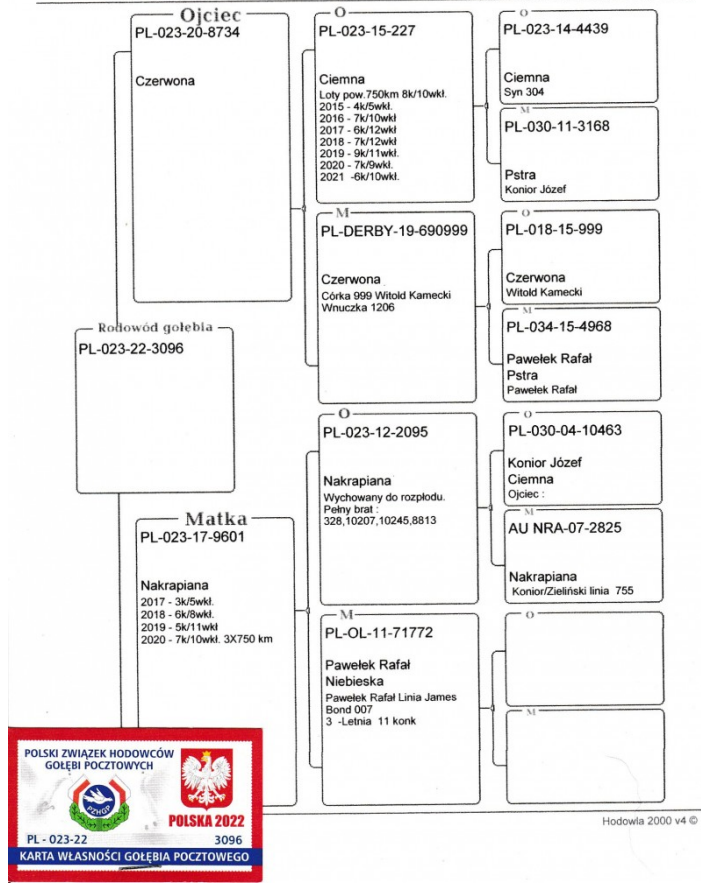 Ojciec
PL-023-20-8734
Czerwona
O
PL-023-15-227
Ciemna
Loty pow.750km 8k/10wkł.
2015 - 4k/5wkł.
2016 - 7k/10wkł
2017 - 6k/12wkł
2018 - 7k/12wkł
2019 - 9k/11wkł.
2020 - 7k/9wkł.
2021 -6k/10wkł.
O
PL-023-14-4439
Ciemna
Syn 304
M
PL-030-11-3168
Pstra
Konior Józef
M
PL-DERBY-19-690999
Czerwona
Córka 999 Witold Kamecki
Wnuczka 1206
O
PL-018-15-999
Czerwona
Witold Kamecki
M
PL-034-15-4968
Pawełek Rafał
Pstra
Pawełek Rafał
Rodowód gołębia
PL-023-22-3096
Matka
PL-023-17-9601
Nakrapiana
2017 - 3k/5wkł.
2018 - 6k/8wkł.
2019 - 5k/11wkł
2020 - 7k/10wkł. 3X750 km
O
PL-023-12-2095
Nakrapiana
Wychowany do rozpłodu.
Pełny brat :
328,10207,10245,8813
O
PL-030-04-10463
Konior Józef
Ciemna
Ojciec :
M
AU NRA-07-2825
Nakrapiana
Konior/Zieliński linia 755
M
PL-OL-11-71772
Pawełek Rafał
Niebieska
Pawełek Rafał Linia James
Bond 007
3 -Letnia 11 konk
O
M
POLSKI ZWIĄZEK HODOWCÓW
GOŁĘBI POCZTOWYCH
PZHGP
POLSKA 2022
PL - 023-22 3096
KARTA WŁASNOŚCI GOŁĘBIA POCZTOWEGO
Hodowla 2000 v4 ©